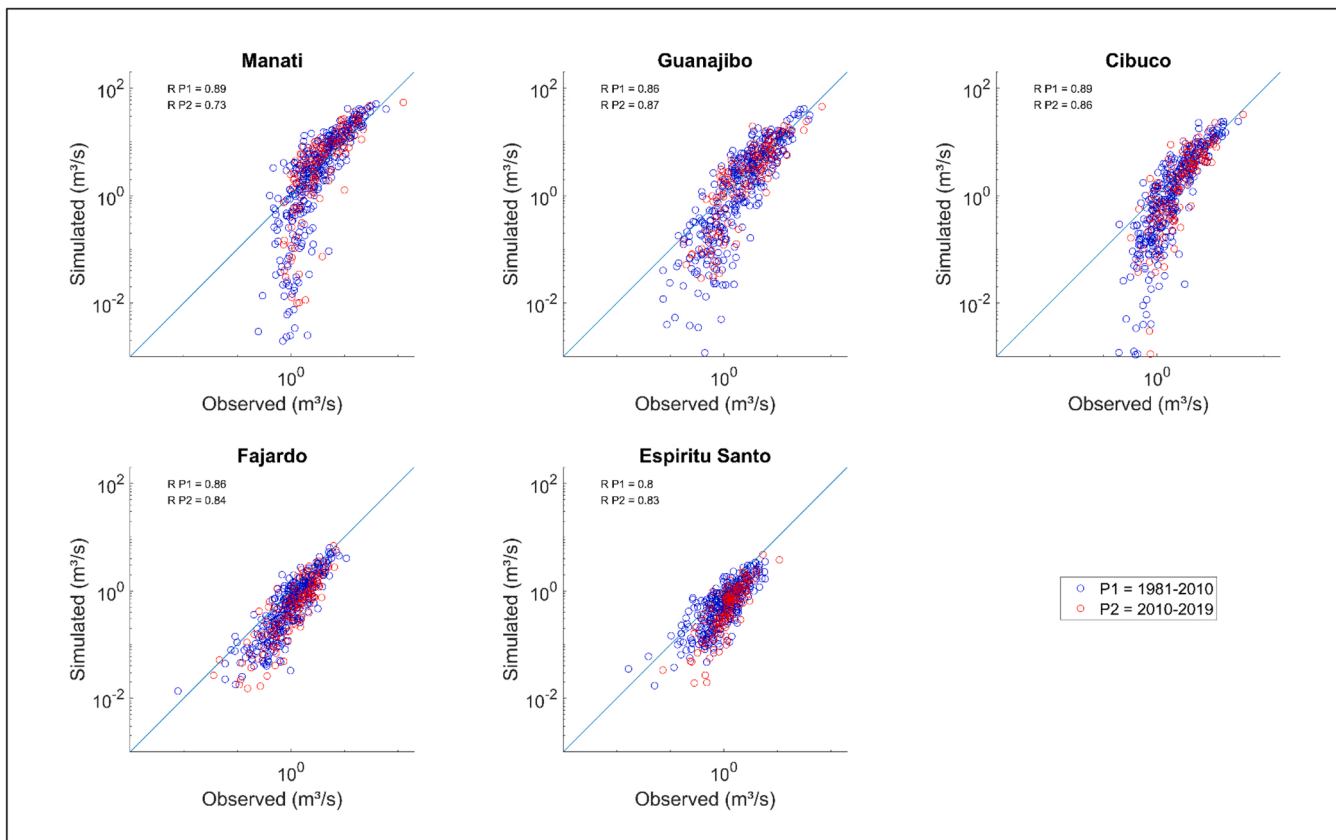 Manati
R P1 = 0.89
R P2 = 0.73
10²
10⁰
10⁻²
Simulated (m³/s)
10⁰
Observed (m³/s)
Guanajibo
R P1 = 0.86
R P2 = 0.87
10²
10⁰
10⁻²
Simulated (m³/s)
10⁰
Observed (m³/s)
Cibuco
R P1 = 0.89
R P2 = 0.86
10²
10⁰
10⁻²
Simulated (m³/s)
10⁰
Observed (m³/s)
Fajardo
R P1 = 0.86
R P2 = 0.84
10²
10⁰
10⁻²
Simulated (m³/s)
10⁰
Observed (m³/s)
Espiritu Santo
R P1 = 0.8
R P2 = 0.83
10²
10⁰
10⁻²
Simulated (m³/s)
10⁰
Observed (m³/s)
P1 = 1981-2010
P2 = 2010-2019